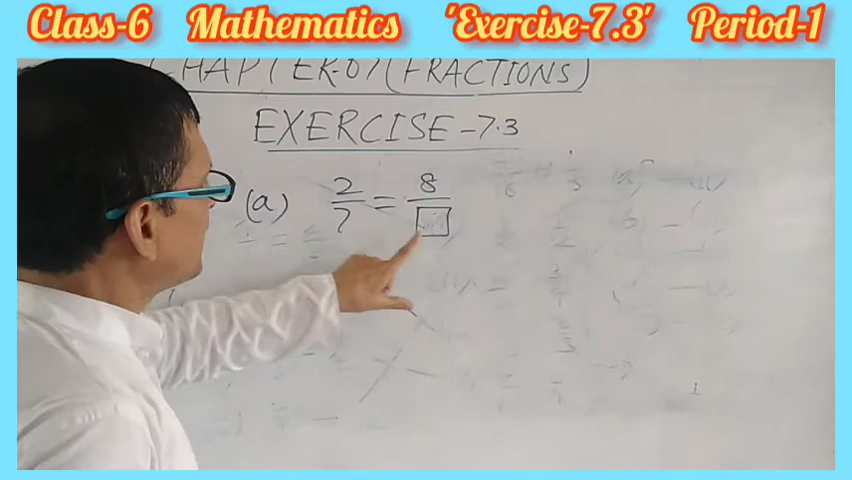 Class-6 Mathematics 'Exercise-7.3' Period-1
CHAPTER-07 (FRACTIONS)
EXERCISE-7.3
(a) 2/7 = 8/□